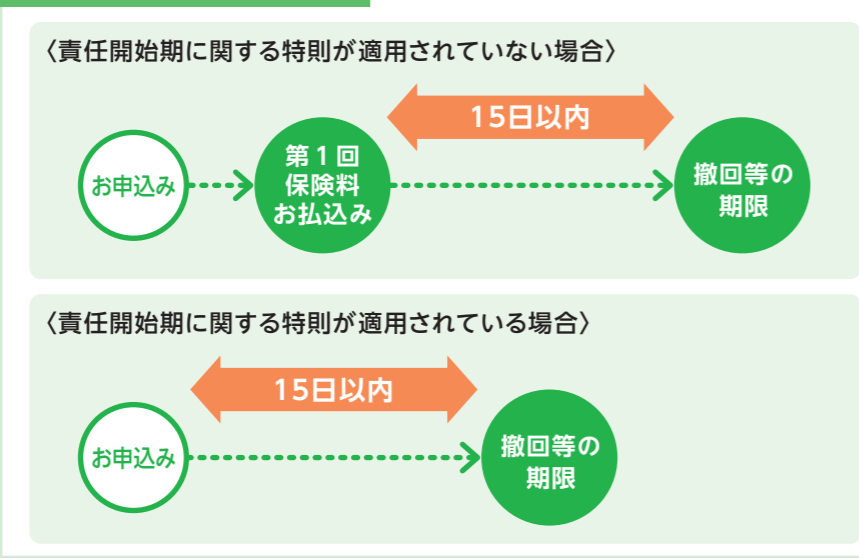 〈責任開始期に関する特則が適用されていない場合〉
15日以内
お申込み
第1回
保険料
お払込み
撤回等の
期限
〈責任開始期に関する特則が適用されている場合〉
15日以内
お申込み
撤回等の
期限